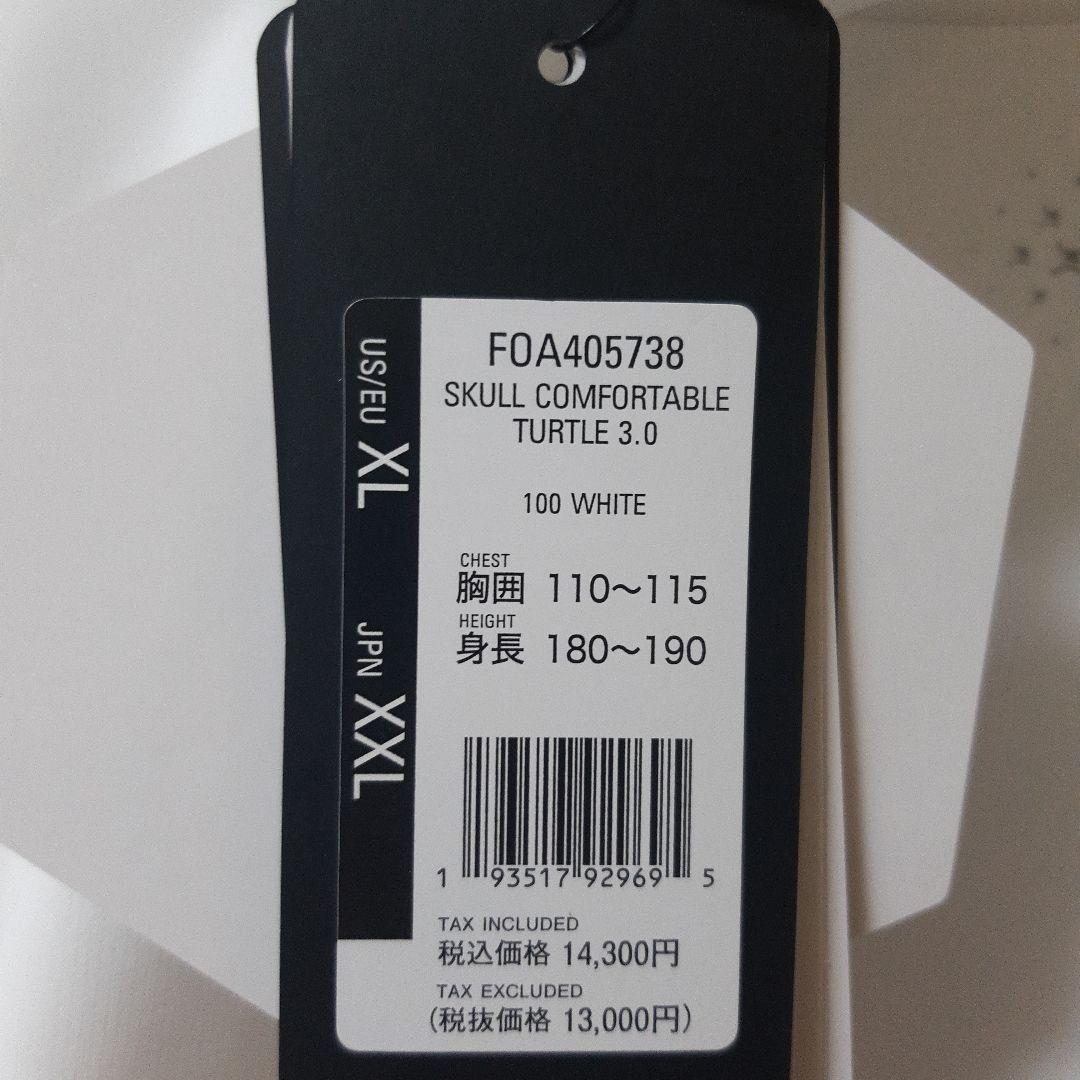 US/EU XL
JPN XXL
FOA405738
SKULL COMFORTABLE
TURTLE 3.0
100 WHITE
CHEST
胸囲 110〜115
HEIGHT
身長 180〜190
1 93517 92969 5
TAX INCLUDED
税込価格 14,300円
TAX EXCLUDED
(税抜価格 13,000円)